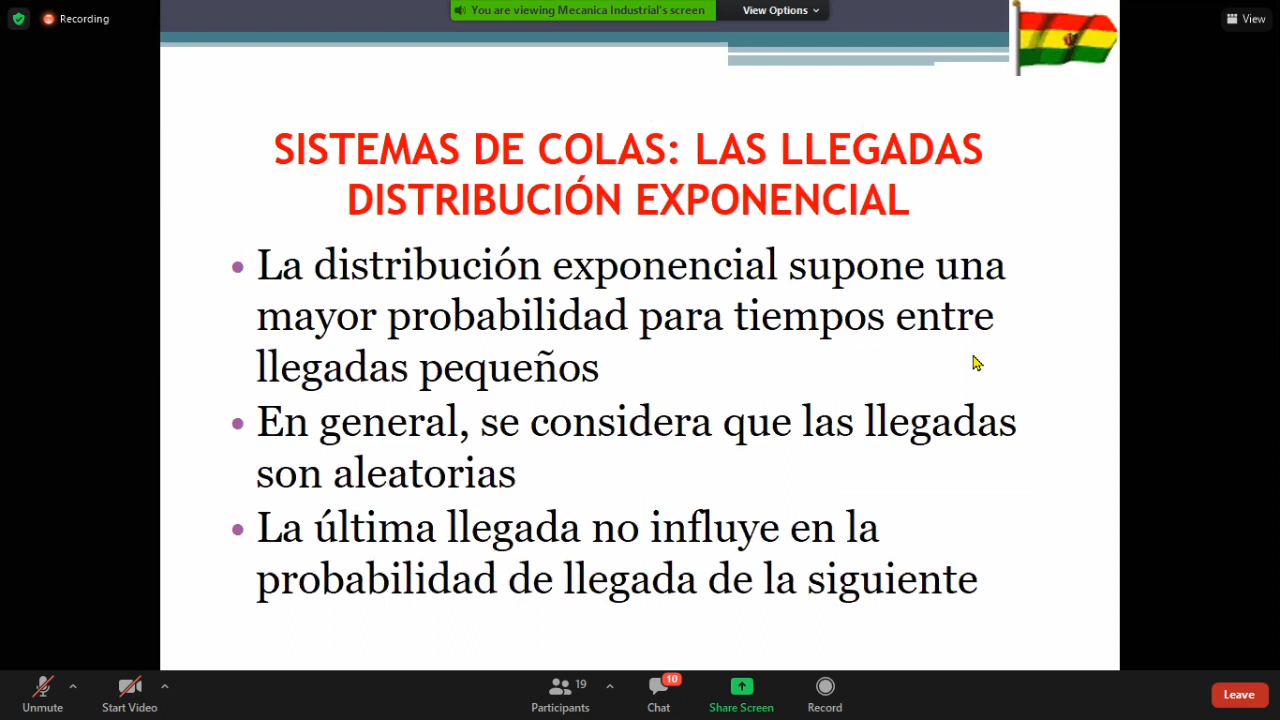 Recording
You are viewing Mecanica Industrial's screen
View Options
View
SISTEMAS DE COLAS: LAS LLEGADAS
DISTRIBUCIÓN EXPONENCIAL
• La distribución exponencial supone una
mayor probabilidad para tiempos entre
llegadas pequeños
• En general, se considera que las llegadas
son aleatorias
• La última llegada no influye en la
probabilidad de llegada de la siguiente
Unmute
Start Video
19
Participants
10
Chat
Share Screen
Record
Leave